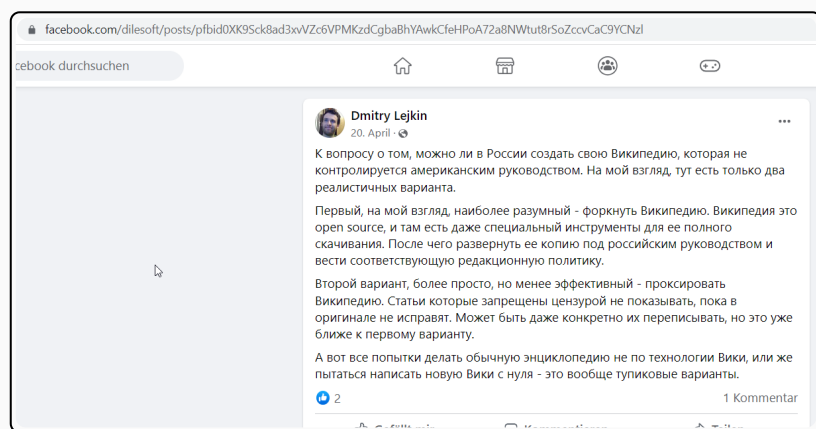 facebook.com/dilesoft/posts/pfbid0XK9Sck8ad3xvVZc6VPMKzdCgbaBhYAwkCfeHPoA72a8NWtut8rSoZccvCaC9YCNzl
cebook durchsuchen
Dmitry Lejkin
20. April ·
К вопросу о том, можно ли в России создать свою Википедию, которая не
контролируется американским руководством. На мой взгляд, тут есть только два
реалистичных варианта.
Первый, на мой взгляд, наиболее разумный - форкнуть Википедию. Википедия это
open source, и там есть даже специальный инструменты для ее полного
скачивания. После чего развернуть ее копию под российским руководством и
вести соответствующую редакционную политику.
Второй вариант, более просто, но менее эффективный - проксировать
Википедию. Статьи которые запрещены цензурой не показывать, пока в
оригинале не исправят. Может быть даже конкретно их переписывать, но это уже
ближе к первому варианту.
А вот все попытки делать обычную энциклопедию не по технологии Вики, или же
пытаться написать новую Вики с нуля - это вообще тупиковые варианты.
2
1 Kommentar
Gefällt mir
Kommentieren
Teilen